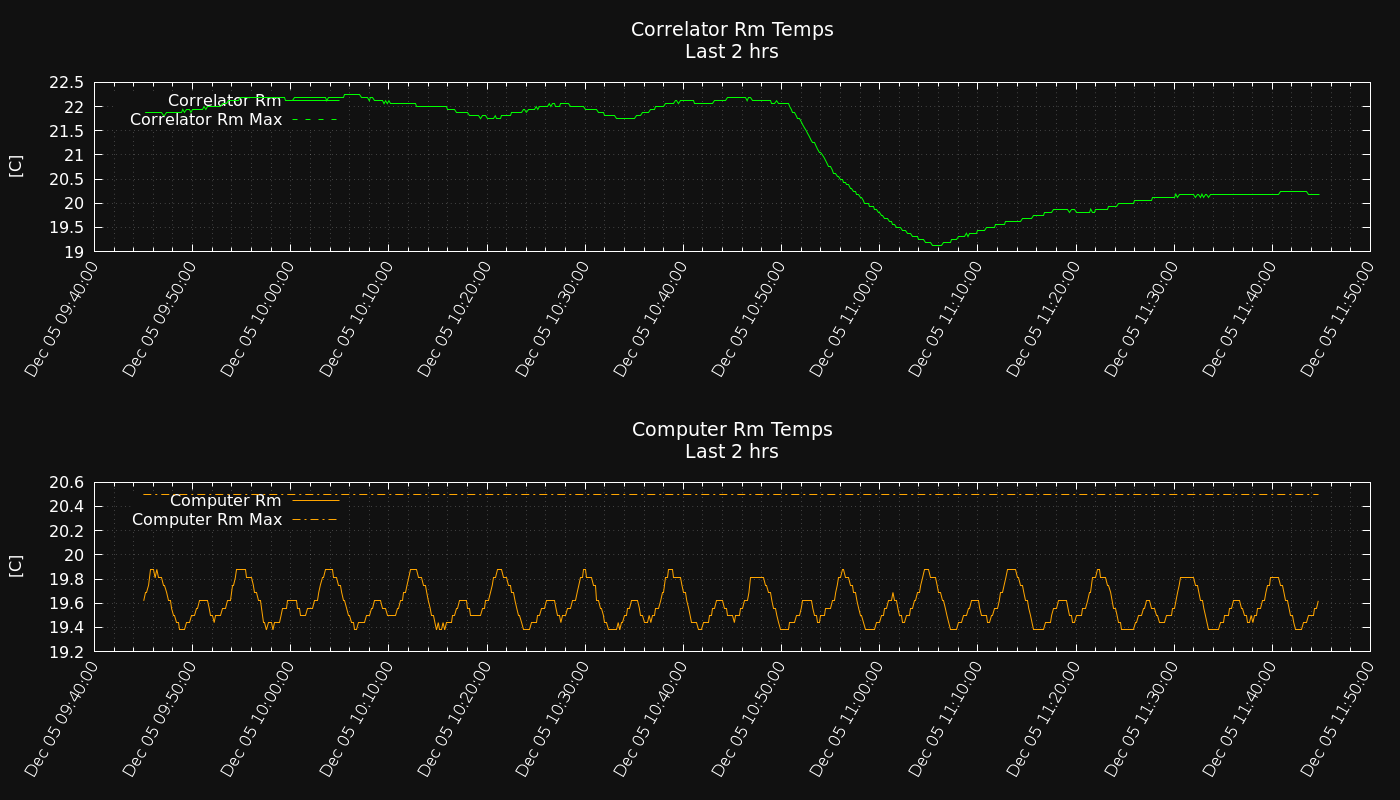 Correlator Rm Temps
Last 2 hrs
22.5
22
21.5
21
20.5
20
19.5
19
[C]
Correlator Rm
Correlator Rm Max
Dec 05 09:40:00
Dec 05 09:50:00
Dec 05 10:00:00
Dec 05 10:10:00
Dec 05 10:20:00
Dec 05 10:30:00
Dec 05 10:40:00
Dec 05 10:50:00
Dec 05 11:00:00
Dec 05 11:10:00
Dec 05 11:20:00
Dec 05 11:30:00
Dec 05 11:40:00
Dec 05 11:50:00
Computer Rm Temps
Last 2 hrs
20.6
20.4
20.2
20
19.8
19.6
19.4
19.2
[C]
Computer Rm
Computer Rm Max
Dec 05 09:40:00
Dec 05 09:50:00
Dec 05 10:00:00
Dec 05 10:10:00
Dec 05 10:20:00
Dec 05 10:30:00
Dec 05 10:40:00
Dec 05 10:50:00
Dec 05 11:00:00
Dec 05 11:10:00
Dec 05 11:20:00
Dec 05 11:30:00
Dec 05 11:40:00
Dec 05 11:50:00